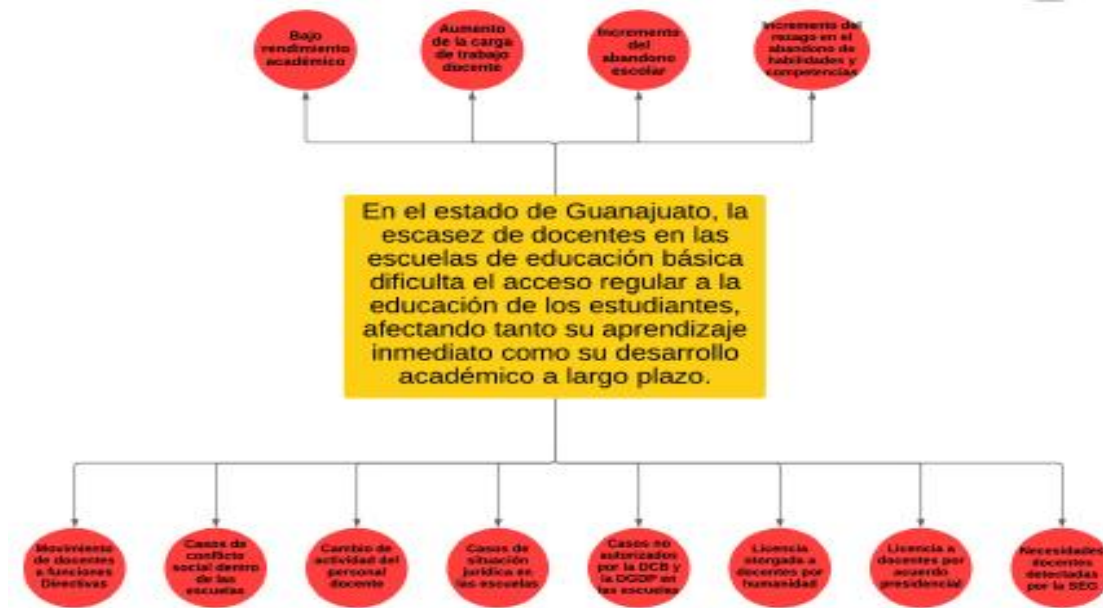 Bajo
rendimiento
académico
Aumento
de la carga
de trabajo
docente
Incremento
del
abandono
escolar
Incremento del
rezago en el
abandono de
habilidades y
competencias
En el estado de Guanajuato, la
escasez de docentes en las
escuelas de educación básica
dificulta el acceso regular a la
educación de los estudiantes,
afectando tanto su aprendizaje
inmediato como su desarrollo
académico a largo plazo.
Movimiento
de docentes
a funciones
Directivas
Casos de
conflicto
social dentro
de las
escuelas
Cambio de
actividad del
personal
docente
Casos de
situación
jurídica en
las escuelas
Casos no
autorizados
por la DCB y
la DGDP en
las escuelas
Licencia
otorgada a
docentes por
humanidad
Licencia a
docentes por
acuerdo
presidencial
Necesidades
docentes
detectadas
por la SEG